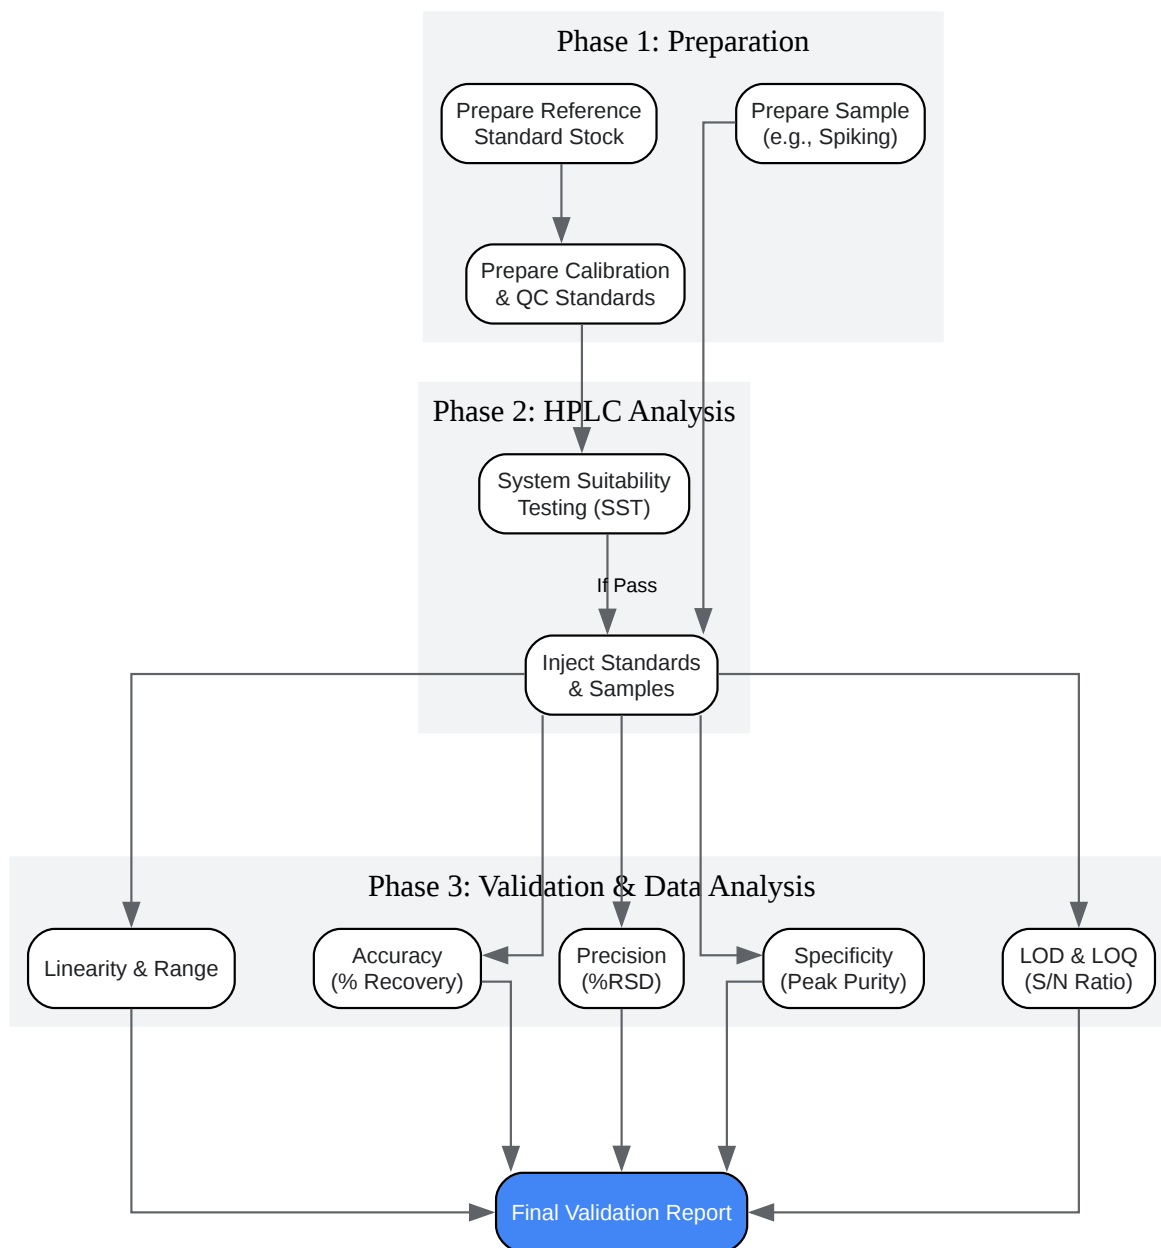 Phase 1: Preparation
Prepare Reference
Standard Stock
Prepare Sample
(e.g., Spiking)
Prepare Calibration
& QC Standards
Phase 2: HPLC Analysis
System Suitability
Testing (SST)
If Pass
Inject Standards
& Samples
Phase 3: Validation & Data Analysis
Linearity & Range
Accuracy
(% Recovery)
Precision
(%RSD)
Specificity
(Peak Purity)
LOD & LOQ
(S/N Ratio)
Final Validation Report